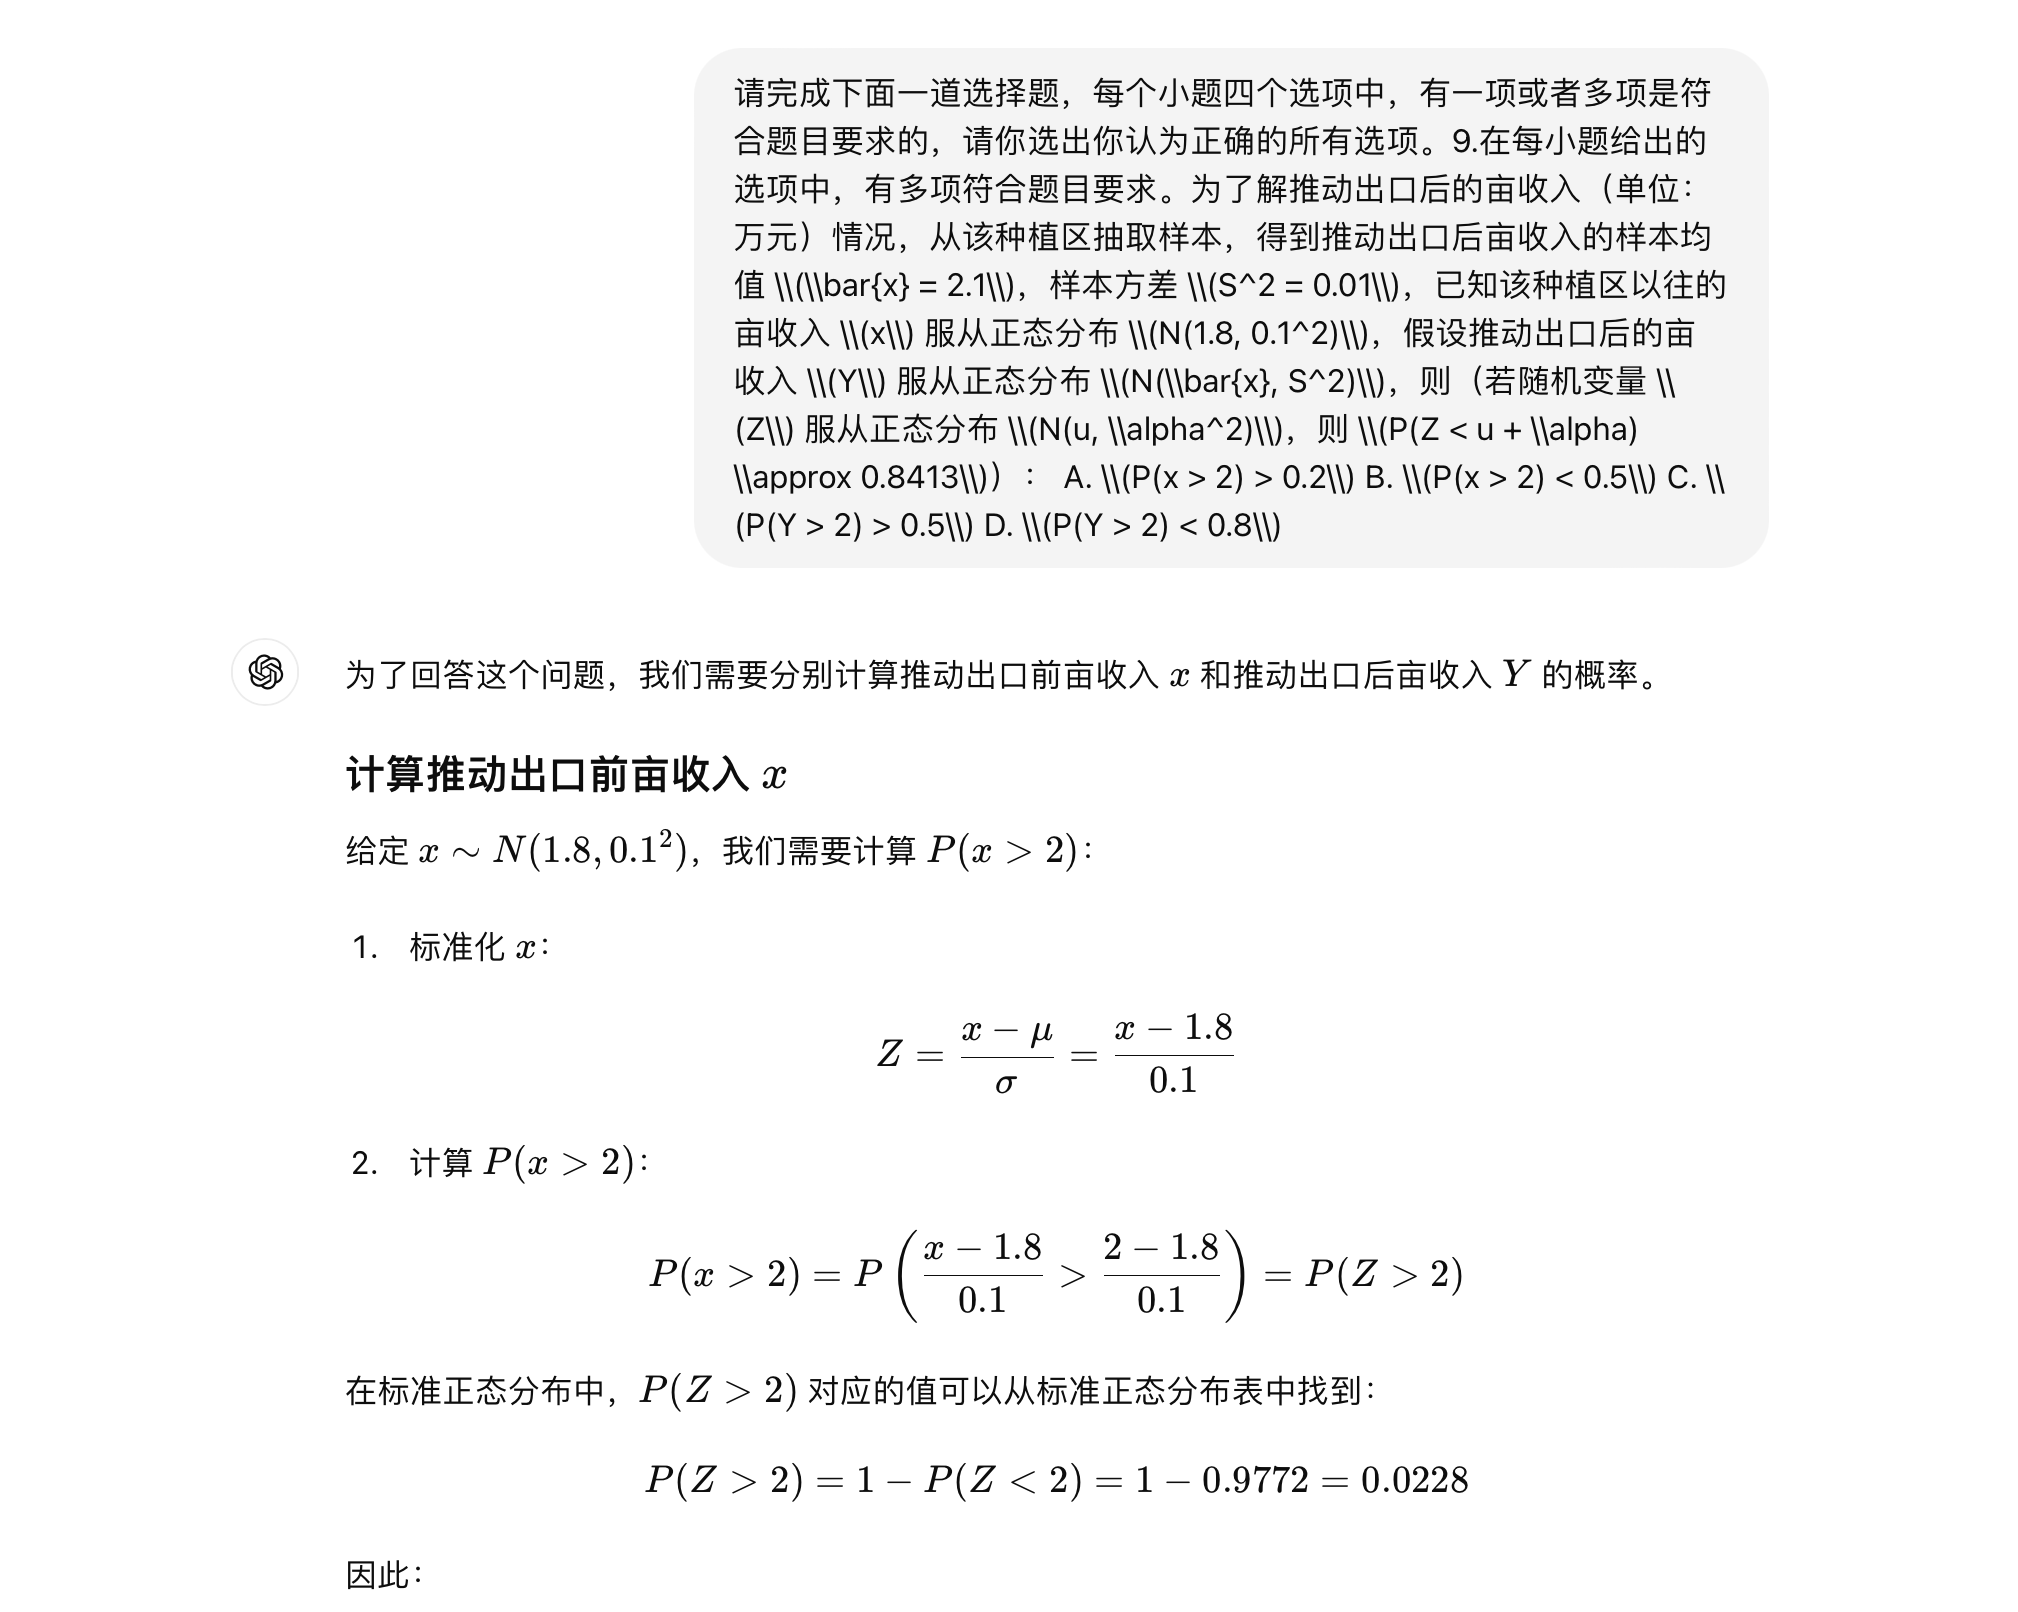 请完成下面一道选择题，每个小题四个选项中，有一项或者多项是符
合题目要求的，请你选出你认为正确的所有选项。9.在每小题给出的
选项中，有多项符合题目要求。为了解推动出口后的亩收入（单位：
万元）情况，从该种植区抽取样本，得到推动出口后亩收入的样本均
值 \\(\\bar{x} = 2.1\\)，样本方差 \\(S^2 = 0.01\\)，已知该种植区以往的
亩收入 \\(x\\) 服从正态分布 \\(N(1.8, 0.1^2)\\)，假设推动出口后的亩
收入 \\(Y\\) 服从正态分布 \\(N(\\bar{x}, S^2)\\)，则（若随机变量 \\
(Z\\) 服从正态分布 \\(N(u, \\alpha^2)\\)，则 \\(P(Z < u + \\alpha)
\\approx 0.8413\\)）： A. \\(P(x > 2) > 0.2\\) B. \\(P(x > 2) < 0.5\\) C. \\
(P(Y > 2) > 0.5\\) D. \\(P(Y > 2) < 0.8\\)
为了回答这个问题，我们需要分别计算推动出口前亩收入 x 和推动出口后亩收入 Y 的概率。
计算推动出口前亩收入 x
给定 x ∼ N(1.8, 0.1²)，我们需要计算 P(x > 2)：
1. 标准化 x：
Z = \frac{x − μ}{σ} = \frac{x − 1.8}{0.1}
2. 计算 P(x > 2)：
P(x > 2) = P\left(\frac{x − 1.8}{0.1} > \frac{2 − 1.8}{0.1}\right) = P(Z > 2)
在标准正态分布中，P(Z > 2) 对应的值可以从标准正态分布表中找到：
P(Z > 2) = 1 − P(Z < 2) = 1 − 0.9772 = 0.0228
因此：